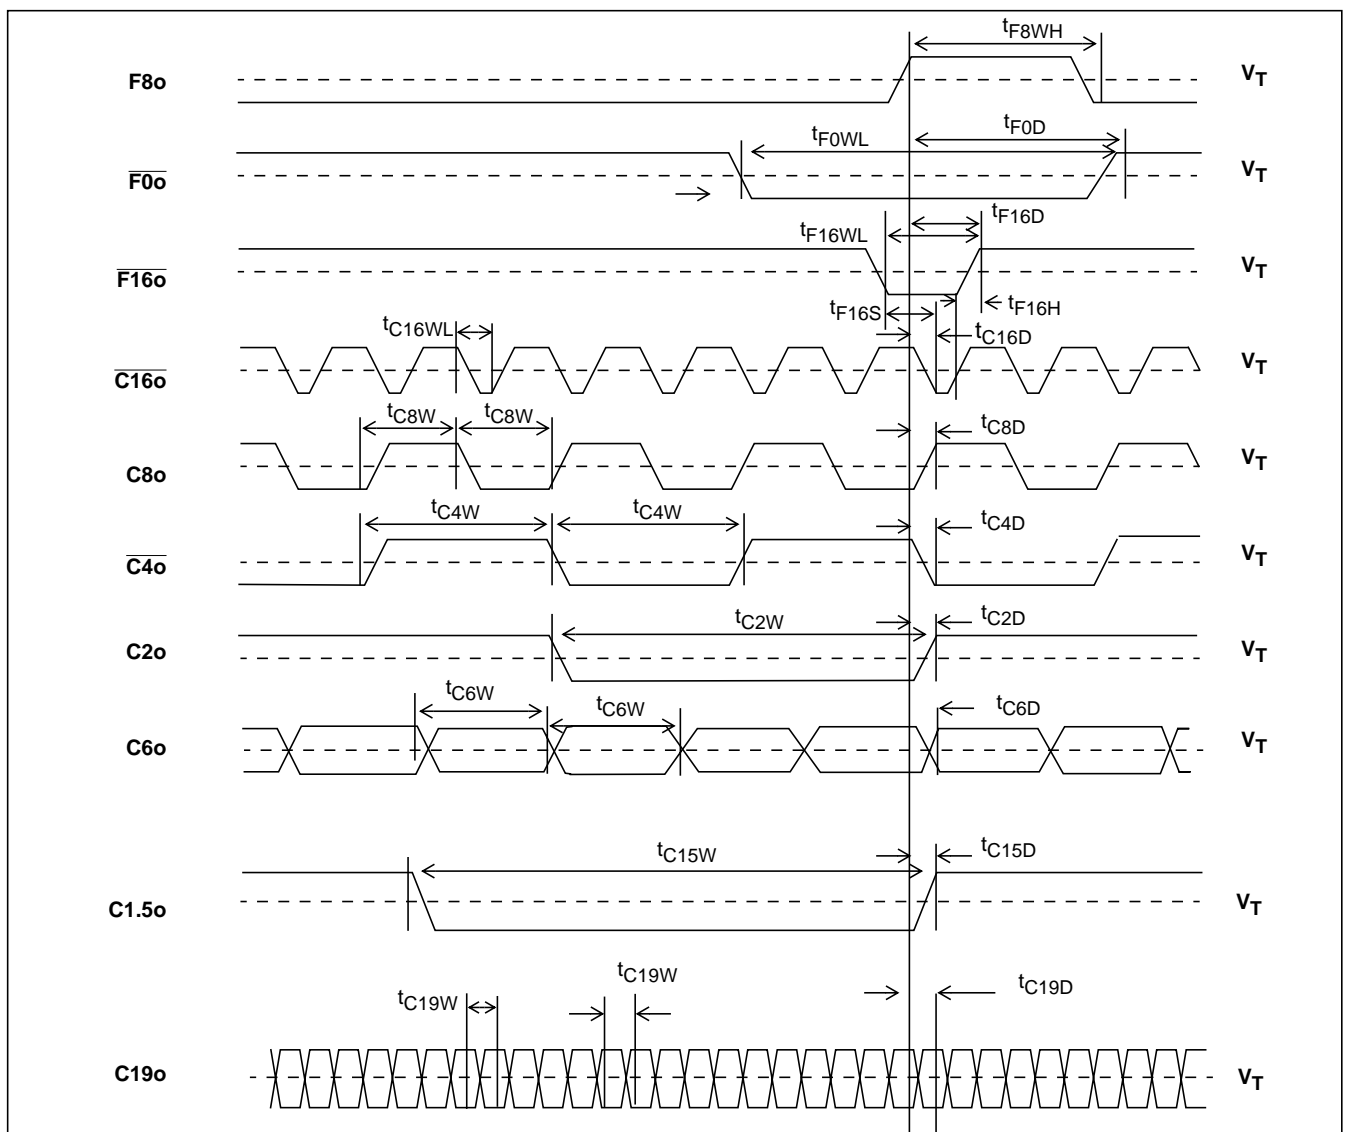 tF8WH
F8o VT
tF0WL tF0D
F0o VT
tF16D
tF16WL
F16o VT
tF16S tF16H
tC16WL tC16D
C16o VT
tC8W tC8W tC8D
C8o VT
tC4W tC4W tC4D
C4o VT
tC2W tC2D
C2o VT
tC6W tC6W tC6D
C6o VT
tC15W tC15D
C1.5o VT
tC19W tC19W tC19D
C19o VT